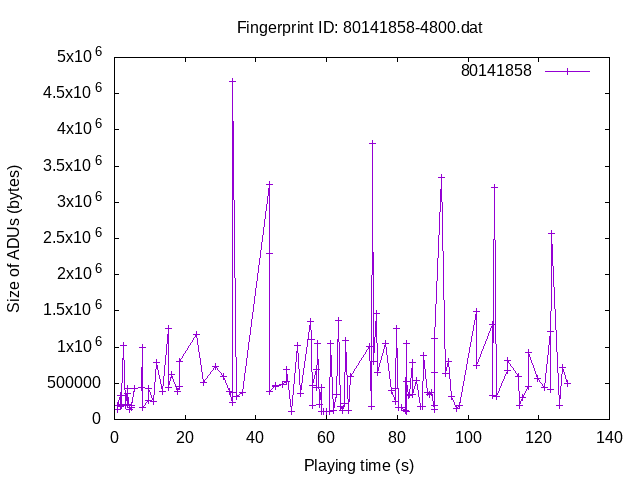 Fingerprint ID: 80141858-4800.dat
80141858
5x10^6
4.5x10^6
4x10^6
3.5x10^6
3x10^6
2.5x10^6
2x10^6
1.5x10^6
1x10^6
500000
0
Size of ADUs (bytes)
0 20 40 60 80 100 120 140
Playing time (s)